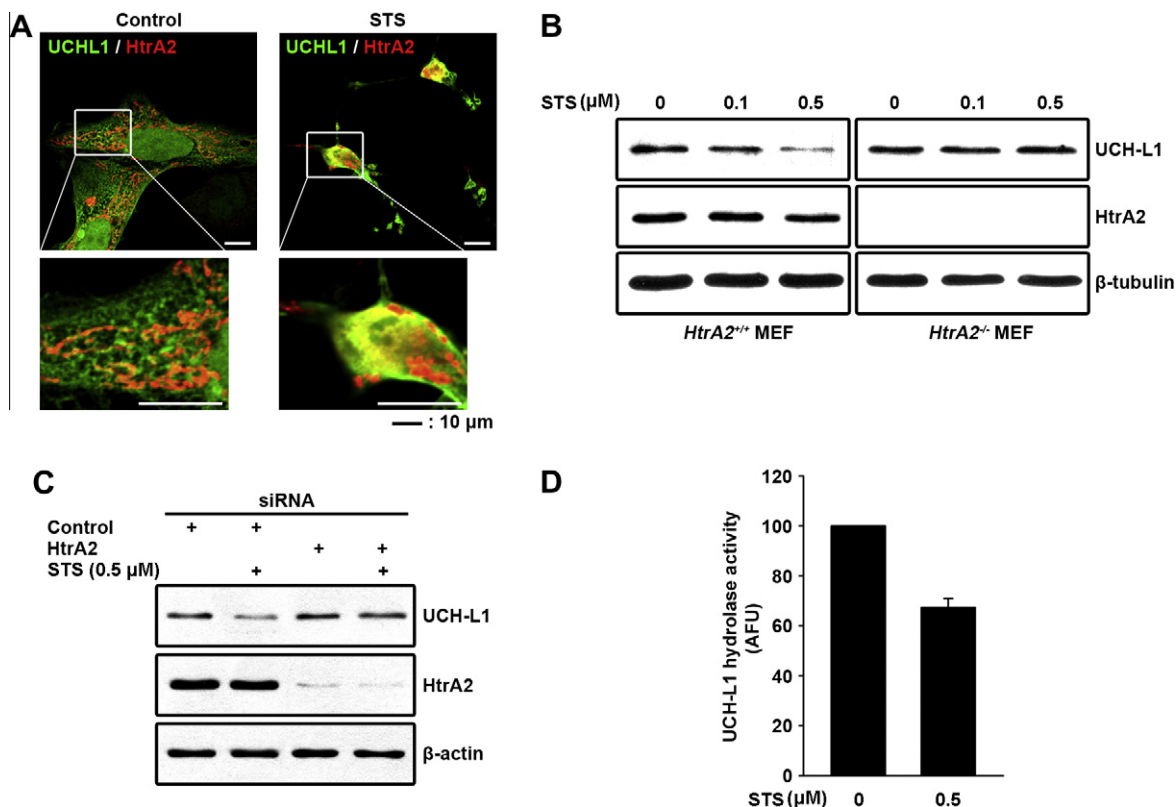 A
Control
STS
UCHL1 / HtrA2
UCHL1 / HtrA2
: 10 μm
B
STS (μM) 0 0.1 0.5 0 0.1 0.5
UCH-L1
HtrA2
β-tubulin
HtrA2+/+ MEF
HtrA2-/- MEF
C
siRNA
Control + +
HtrA2 + +
STS (0.5 μM) + +
UCH-L1
HtrA2
β-actin
D
UCH-L1 hydrolase activity
(AFU)
120
100
80
60
40
20
0
STS (μM) 0 0.5